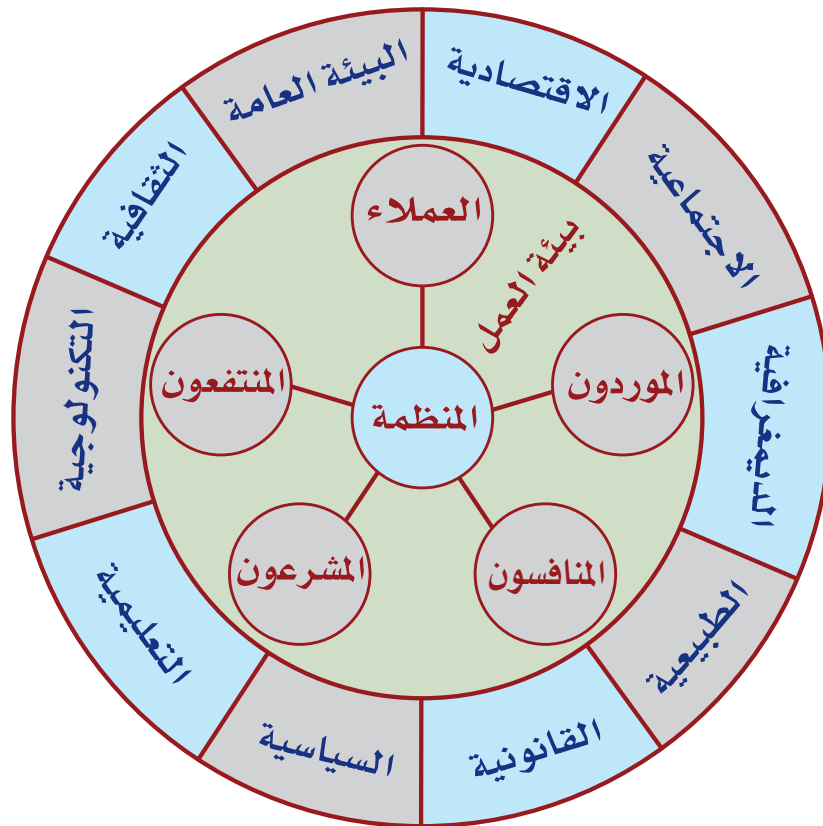 البيئة العامة
الاقتصادية
الاجتماعية
الديمغرافية
الطبيعية
القانونية
السياسية
التعليمية
التكنولوجية
الثقافية
بيئة العمل
العملاء
الموردون
المنافسون
المشرعون
المنتفعون
المنظمة